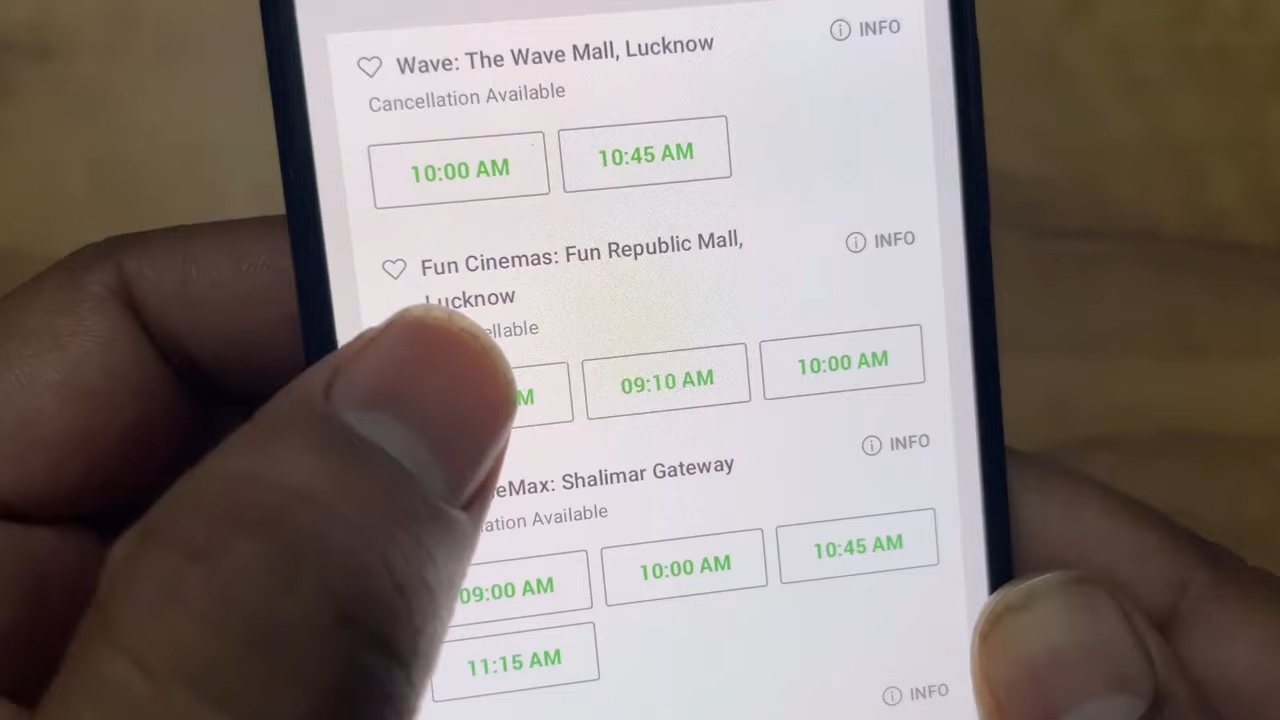 Wave: The Wave Mall, Lucknow
INFO
Cancellation Available
10:00 AM
10:45 AM
Fun Cinemas: Fun Republic Mall,
INFO
Lucknow
09:10 AM
10:00 AM
Shalimar Gateway
INFO
Available
09:00 AM
10:00 AM
10:45 AM
11:15 AM
INFO